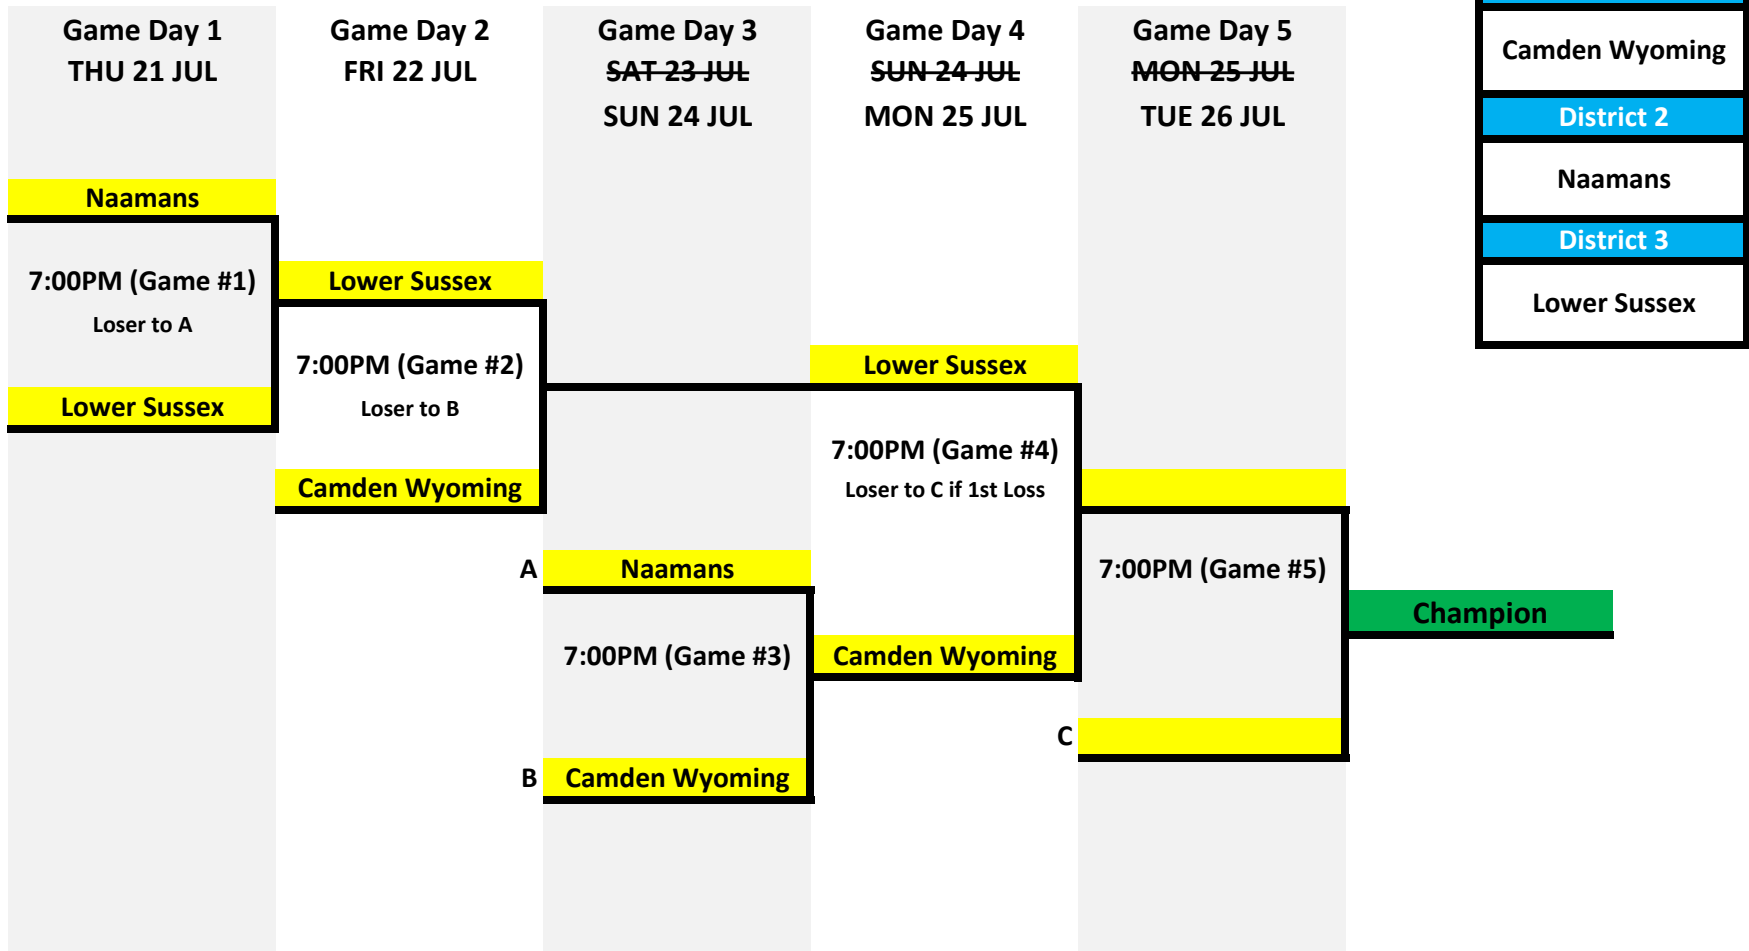 Game Day 1
THU 21 JUL
Game Day 2
FRI 22 JUL
Game Day 3
SAT 23 JUL
SUN 24 JUL
Game Day 4
SUN 24 JUL
MON 25 JUL
Game Day 5
MON 25 JUL
TUE 26 JUL
Camden Wyoming
District 2
Naamans
District 3
Lower Sussex
Naamans
7:00PM (Game #1)
Loser to A
Lower Sussex
Lower Sussex
7:00PM (Game #2)
Loser to B
Camden Wyoming
A
Naamans
7:00PM (Game #3)
B
Camden Wyoming
Lower Sussex
7:00PM (Game #4)
Loser to C if 1st Loss
Camden Wyoming
7:00PM (Game #5)
C
Champion